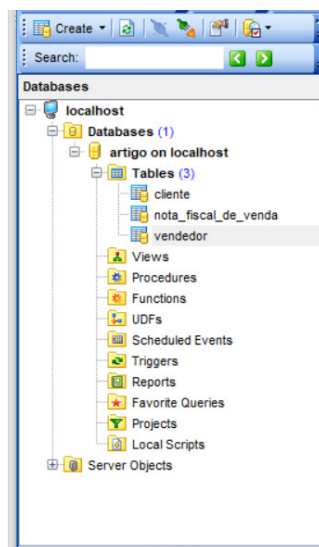 Create
Search:
Databases
localhost
Databases (1)
artigo on localhost
Tables (3)
cliente
nota_fiscal_de_venda
vendedor
Views
Procedures
Functions
UDFs
Scheduled Events
Triggers
Reports
Favorite Queries
Projects
Local Scripts
Server Objects